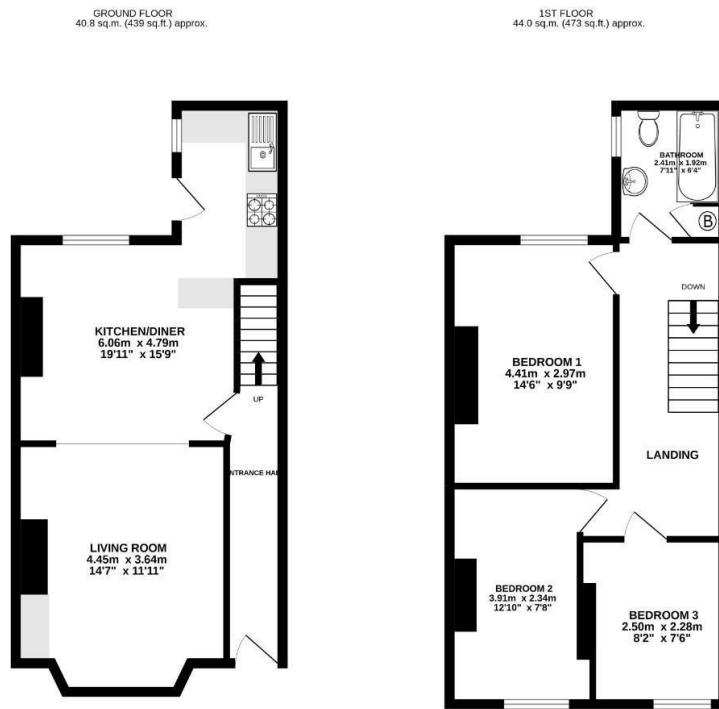 GROUND FLOOR
40.8 sq.m. (439 sq.ft.) approx.
1ST FLOOR
44.0 sq.m. (473 sq.ft.) approx.
KITCHEN/DINER
6.06m x 4.79m
19'11" x 15'9"
UP
NTRANCE HAL
LIVING ROOM
4.45m x 3.64m
14'7" x 11'11"
BATHROOM
2.41m x 1.92m
7'11" x 6'4"
B
DOWN
BEDROOM 1
4.41m x 2.97m
14'6" x 9'9"
LANDING
BEDROOM 2
3.91m x 2.34m
12'10" x 7'8"
BEDROOM 3
2.50m x 2.28m
8'2" x 7'6"